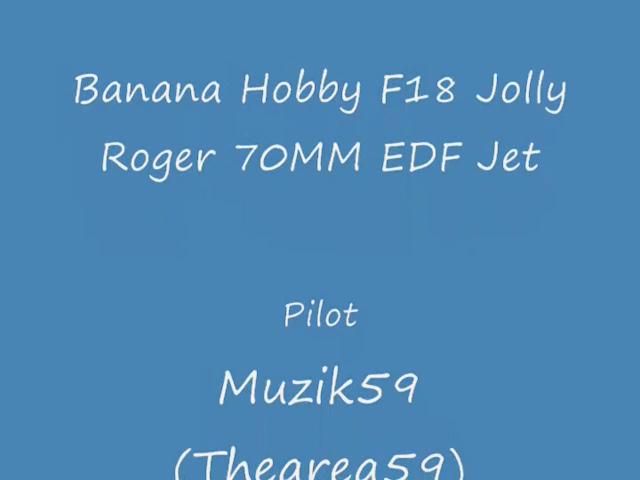 Banana Hobby F18 Jolly
Roger 70MM EDF Jet
Pilot
Muzik59
(Thearea59)